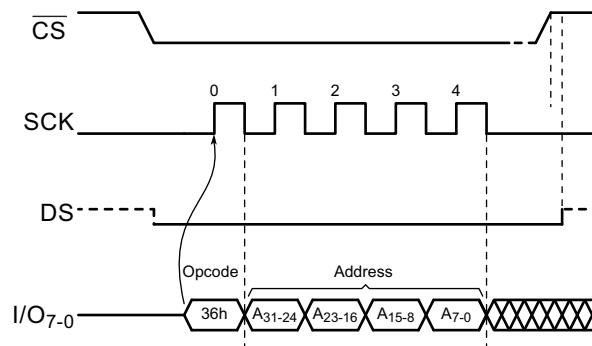 CS
0 1 2 3 4
SCK
DS
Opcode Address
I/O7-0 36h A31-24 A23-16 A15-8 A7-0